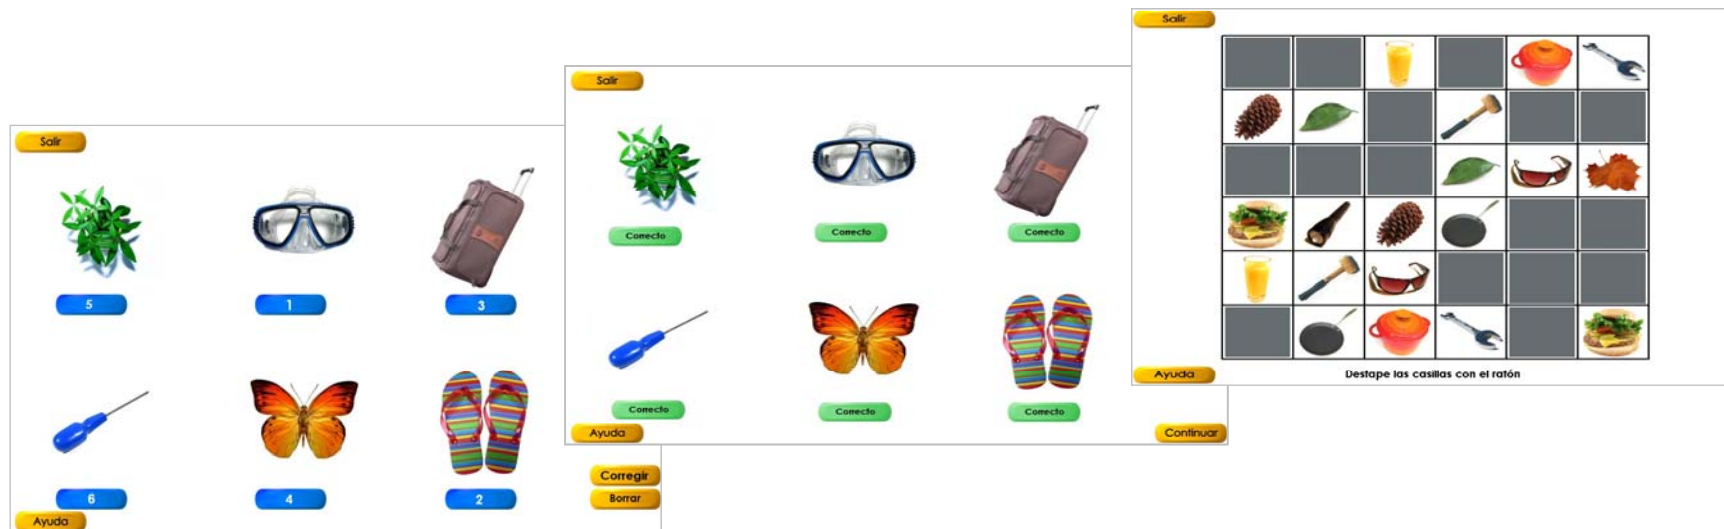 Salir
5
1
3
6
4
2
Corregir
Borrar
Ayuda
Salir
Correcto
Correcto
Correcto
Correcto
Correcto
Correcto
Ayuda
Continuar
Salir
Ayuda
Destape las casillas con el ratón